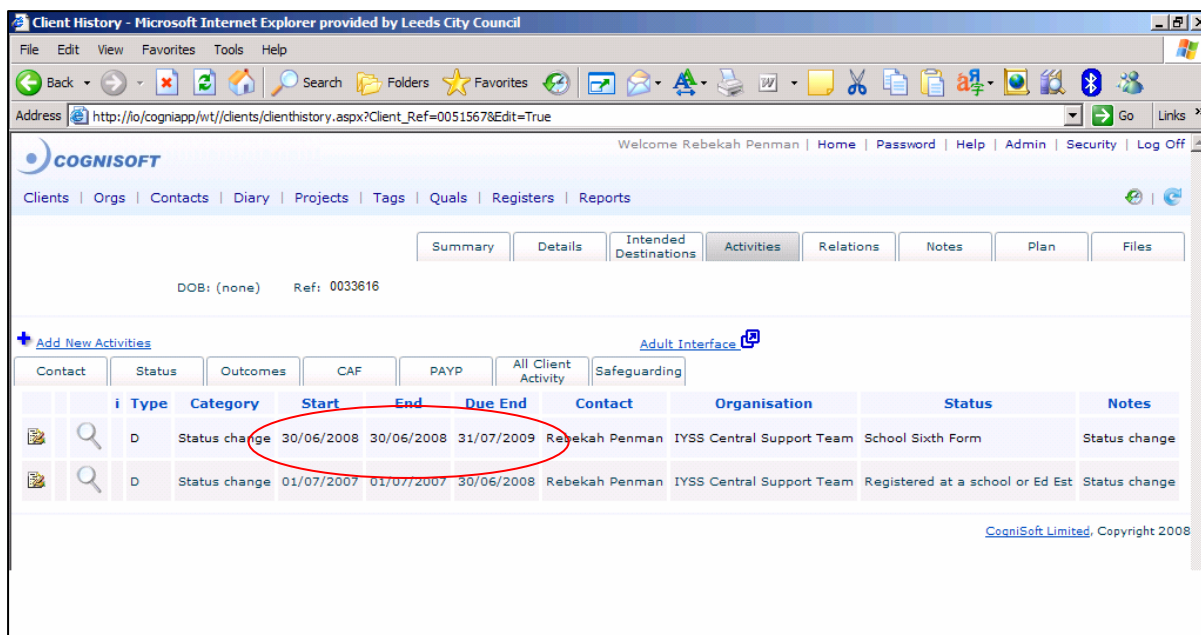 Client History - Microsoft Internet Explorer provided by Leeds City Council
File Edit View Favorites Tools Help
Back Search Folders Favorites
Address http://io/cogniapp/wt//clients/clienthistory.aspx?Client_Ref=0051567&Edit=True Go Links »
COGNISOFT
Welcome Rebekah Penman | Home | Password | Help | Admin | Security | Log Off
Clients | Orgs | Contacts | Diary | Projects | Tags | Quals | Registers | Reports
Summary Details Intended Destinations Activities Relations Notes Plan Files
DOB: (none) Ref: 0033616
Add New Activities Adult Interface
Contact Status Outcomes CAF PAYP All Client Activity Safeguarding
i Type Category Start End Due End Contact Organisation Status Notes
D Status change 30/06/2008 30/06/2008 31/07/2009 Rebekah Penman IYSS Central Support Team School Sixth Form Status change
D Status change 01/07/2007 01/07/2007 30/06/2008 Rebekah Penman IYSS Central Support Team Registered at a school or Ed Est Status change
CogniSoft Limited, Copyright 2008